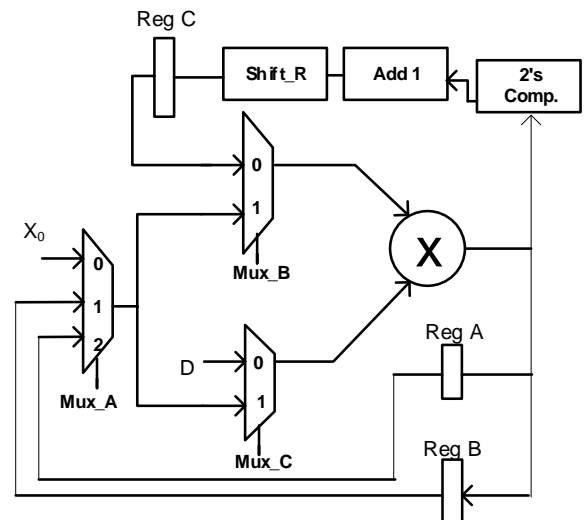 Reg C
Shift_R
Add 1
2's
Comp.
0
1
Mux_B
X₀
0
1
2
Mux_A
X
D
0
1
Mux_C
Reg A
Reg B